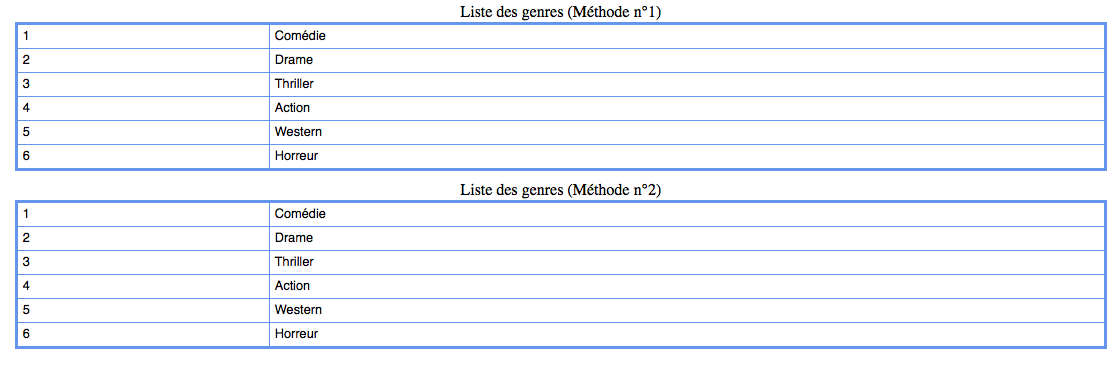 Liste des genres (Méthode n°1)
1 Comédie
2 Drame
3 Thriller
4 Action
5 Western
6 Horreur
Liste des genres (Méthode n°2)
1 Comédie
2 Drame
3 Thriller
4 Action
5 Western
6 Horreur